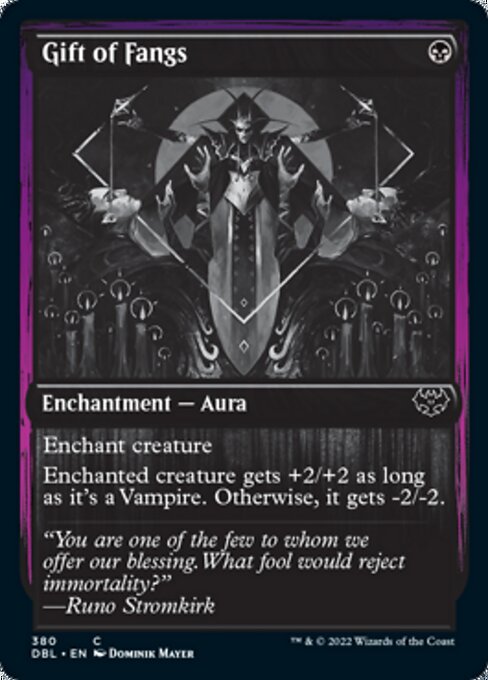 Gift of Fangs
Enchantment — Aura
Enchant creature
Enchanted creature gets +2/+2 as long
as it's a Vampire. Otherwise, it gets -2/-2.
“You are one of the few to whom we
offer our blessing. What fool would reject
immortality?”
—Runo Stromkirk
380 C
DBL • EN Dominik Mayer
™ & © 2022 Wizards of the Coast